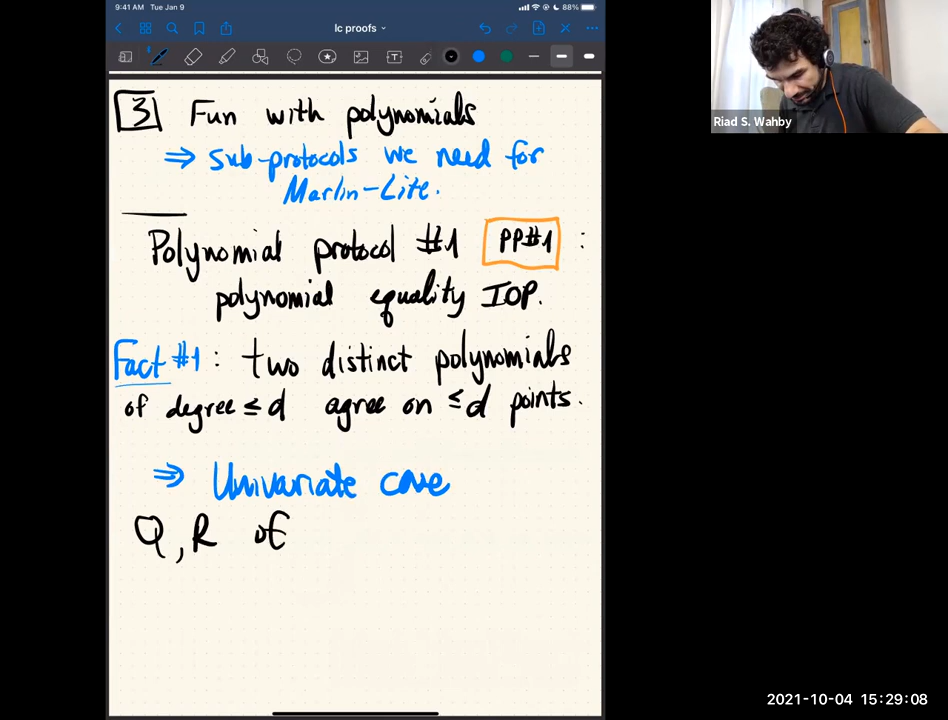 9:41 AM Tue Jan 9
88%
lc proofs
Riad S. Wahby
3 Fun with polynomials
⇒ sub-protocols we need for
Marlin-Lite.
Polynomial protocol #1 PP#1 :
polynomial equality IOP.
Fact #1: two distinct polynomials
of degree ≤ d agree on ≤ d points.
⇒ Univariate case
Q, R of
2021-10-04 15:29:08